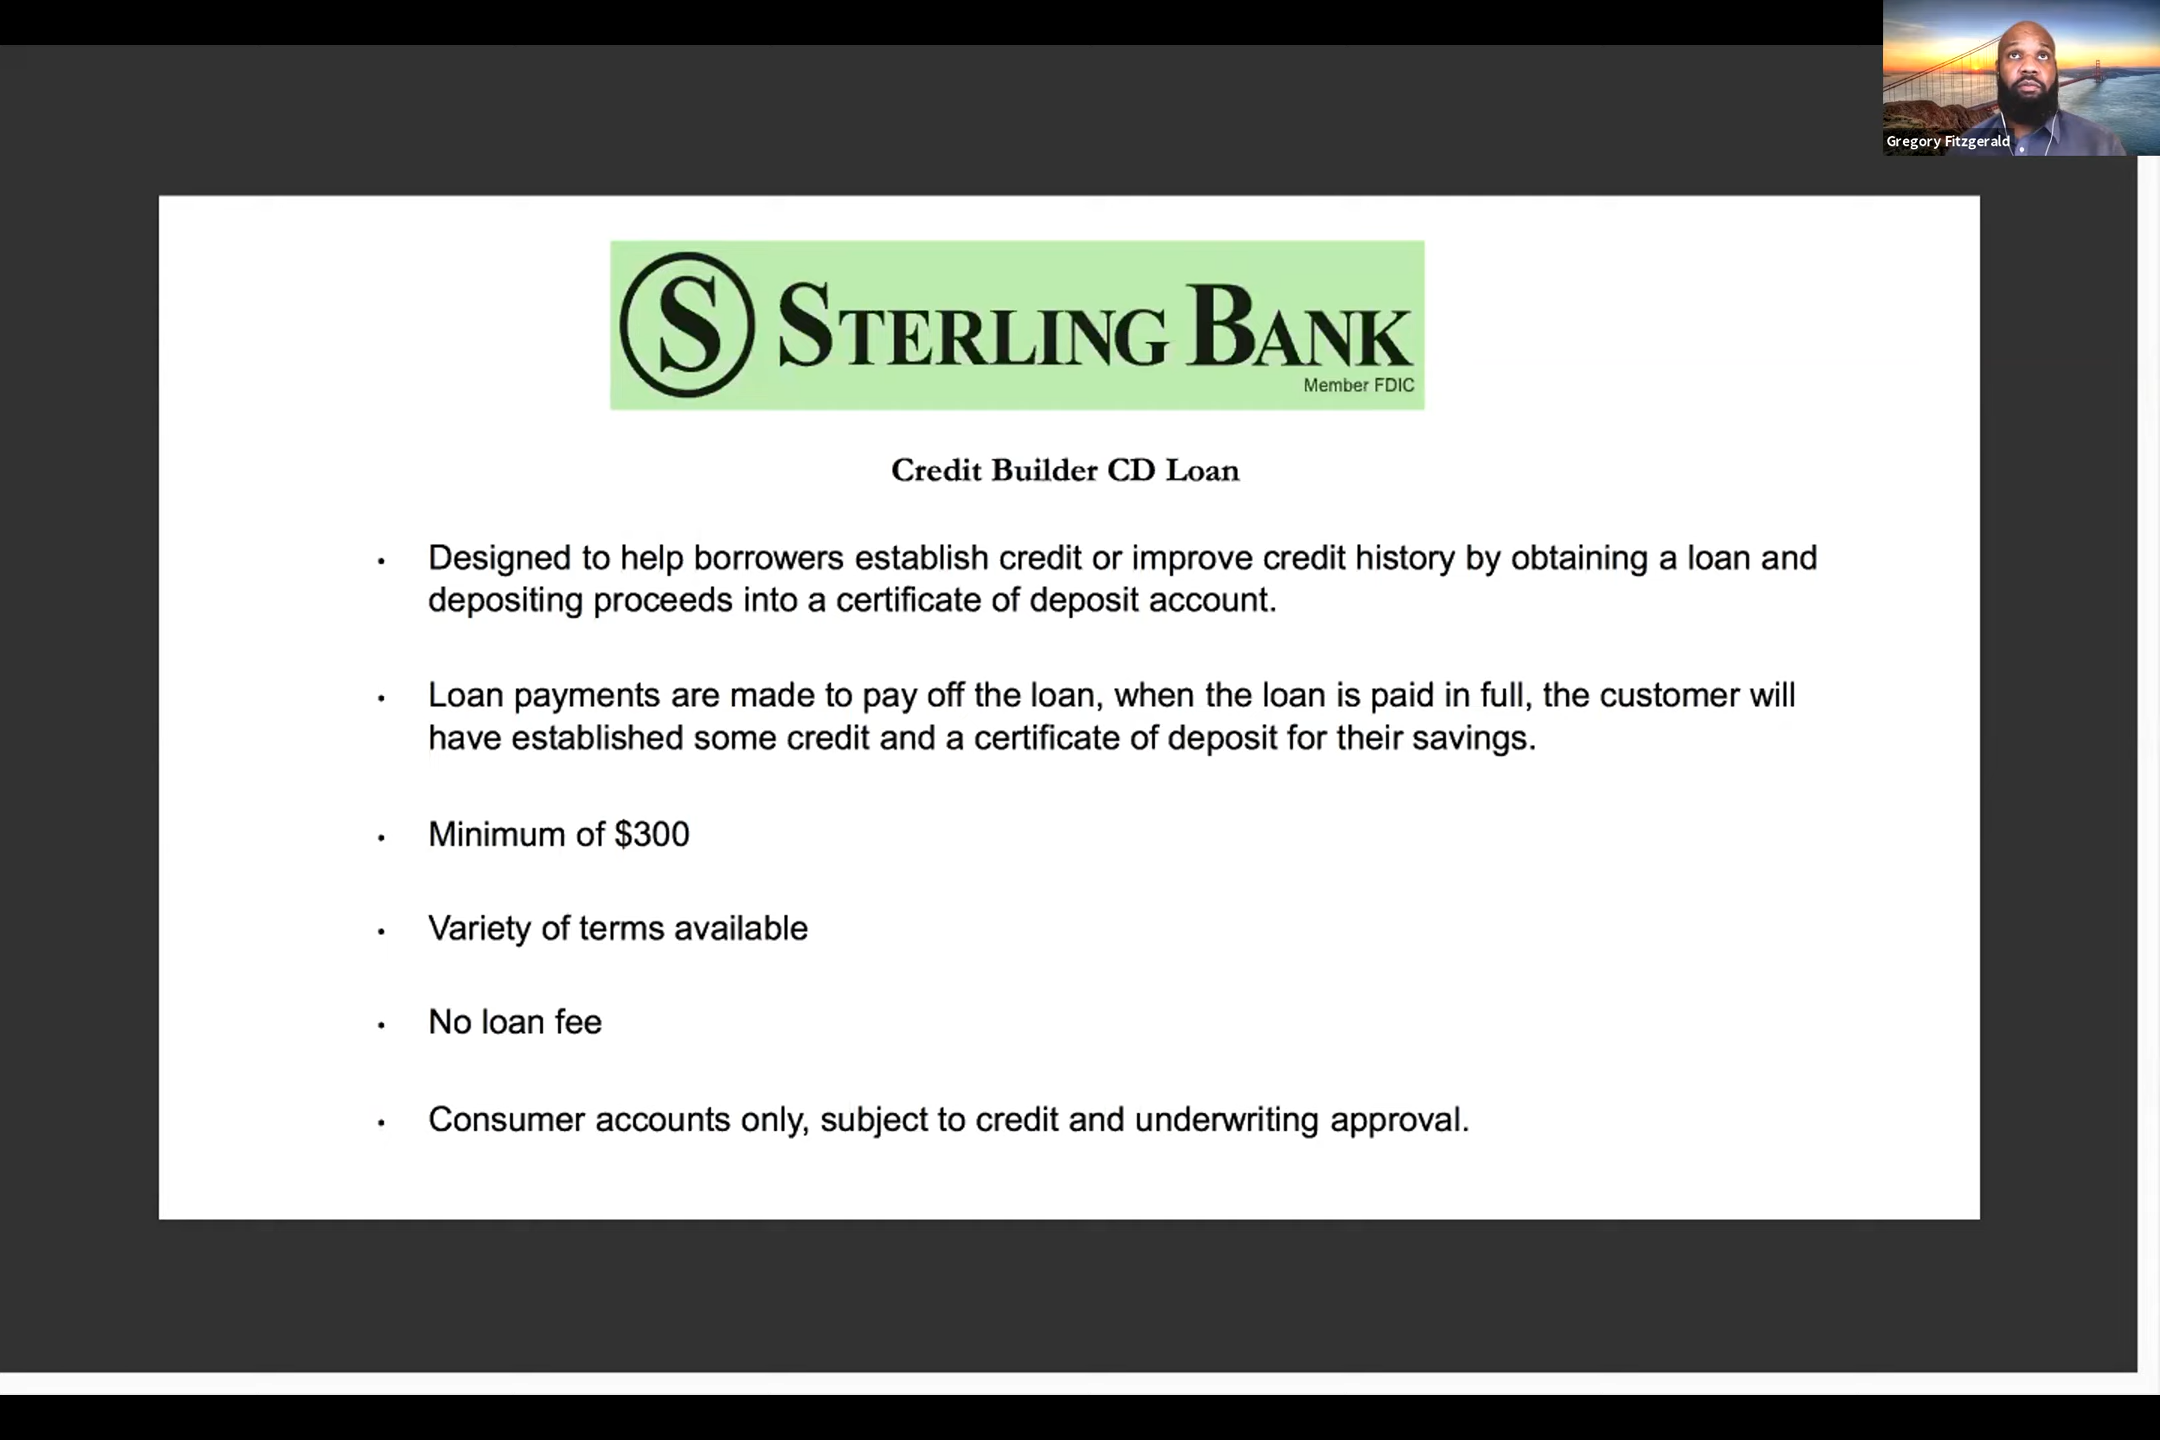 Gregory Fitzgerald
S STERLING BANK
Member FDIC
Credit Builder CD Loan
• Designed to help borrowers establish credit or improve credit history by obtaining a loan and
depositing proceeds into a certificate of deposit account.
• Loan payments are made to pay off the loan, when the loan is paid in full, the customer will
have established some credit and a certificate of deposit for their savings.
• Minimum of $300
• Variety of terms available
• No loan fee
• Consumer accounts only, subject to credit and underwriting approval.